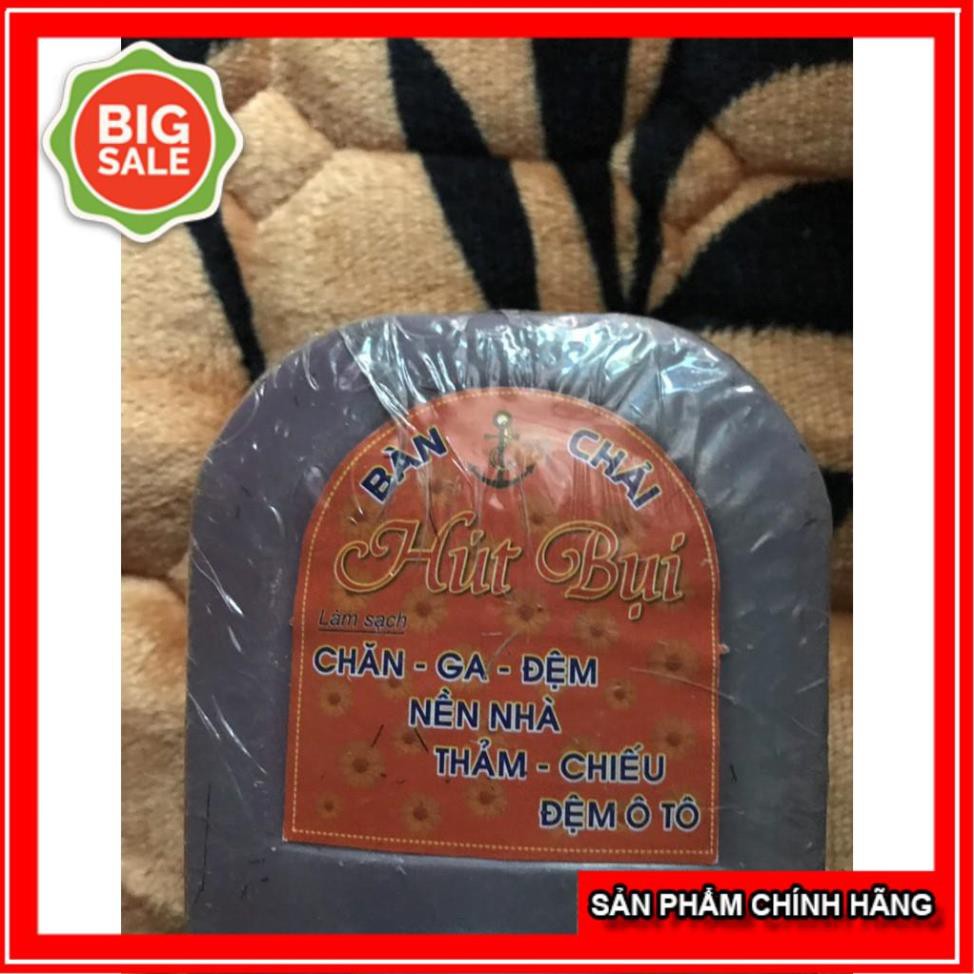 BIG
SALE
BÀN CHẢI
Hút Bụi
Làm sạch
CHĂN - GA - ĐỆM
NỀN NHÀ
THẢM - CHIẾU
ĐỆM Ô TÔ
SẢN PHẨM CHÍNH HÃNG